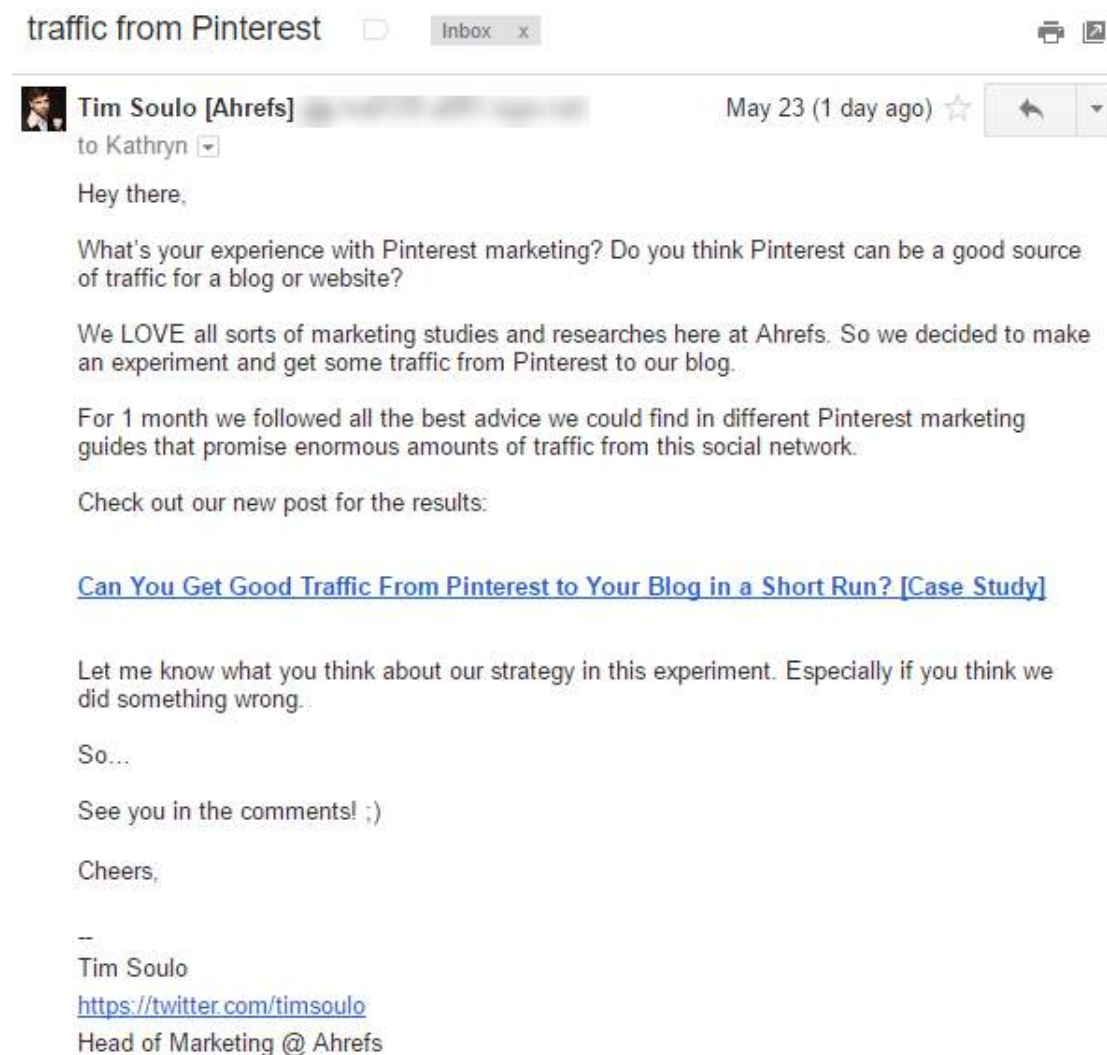 traffic from Pinterest
Inbox x
Tim Soulo [Ahrefs]
May 23 (1 day ago)
to Kathryn
Hey there,
What's your experience with Pinterest marketing? Do you think Pinterest can be a good source
of traffic for a blog or website?
We LOVE all sorts of marketing studies and researches here at Ahrefs. So we decided to make
an experiment and get some traffic from Pinterest to our blog.
For 1 month we followed all the best advice we could find in different Pinterest marketing
guides that promise enormous amounts of traffic from this social network.
Check out our new post for the results:
Can You Get Good Traffic From Pinterest to Your Blog in a Short Run? [Case Study]
Let me know what you think about our strategy in this experiment. Especially if you think we
did something wrong.
So...
See you in the comments! ;)
Cheers,
--
Tim Soulo
https://twitter.com/timsoulo
Head of Marketing @ Ahrefs